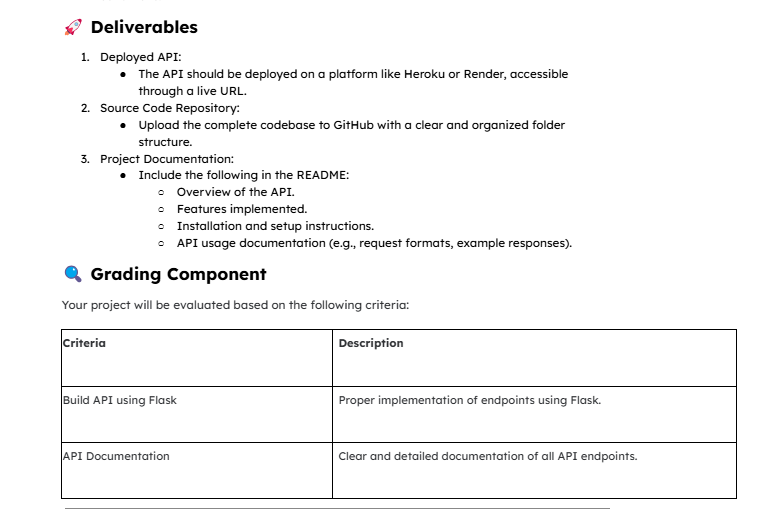 🚀 Deliverables
1. Deployed API:
● The API should be deployed on a platform like Heroku or Render, accessible
through a live URL.
2. Source Code Repository:
● Upload the complete codebase to GitHub with a clear and organized folder
structure.
3. Project Documentation:
● Include the following in the README:
○ Overview of the API.
○ Features implemented.
○ Installation and setup instructions.
○ API usage documentation (e.g., request formats, example responses).
🔍 Grading Component
Your project will be evaluated based on the following criteria:
Criteria Description
Build API using Flask Proper implementation of endpoints using Flask.
API Documentation Clear and detailed documentation of all API endpoints.